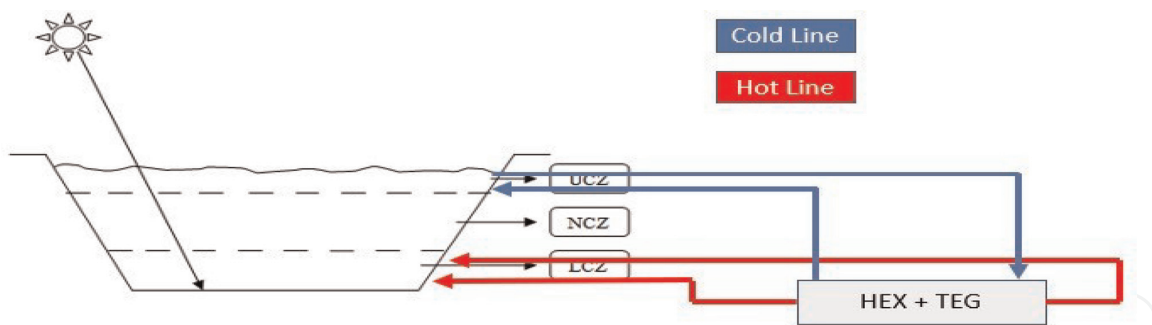 Cold Line
Hot Line
UCZ
NCZ
LCZ
HEX + TEG